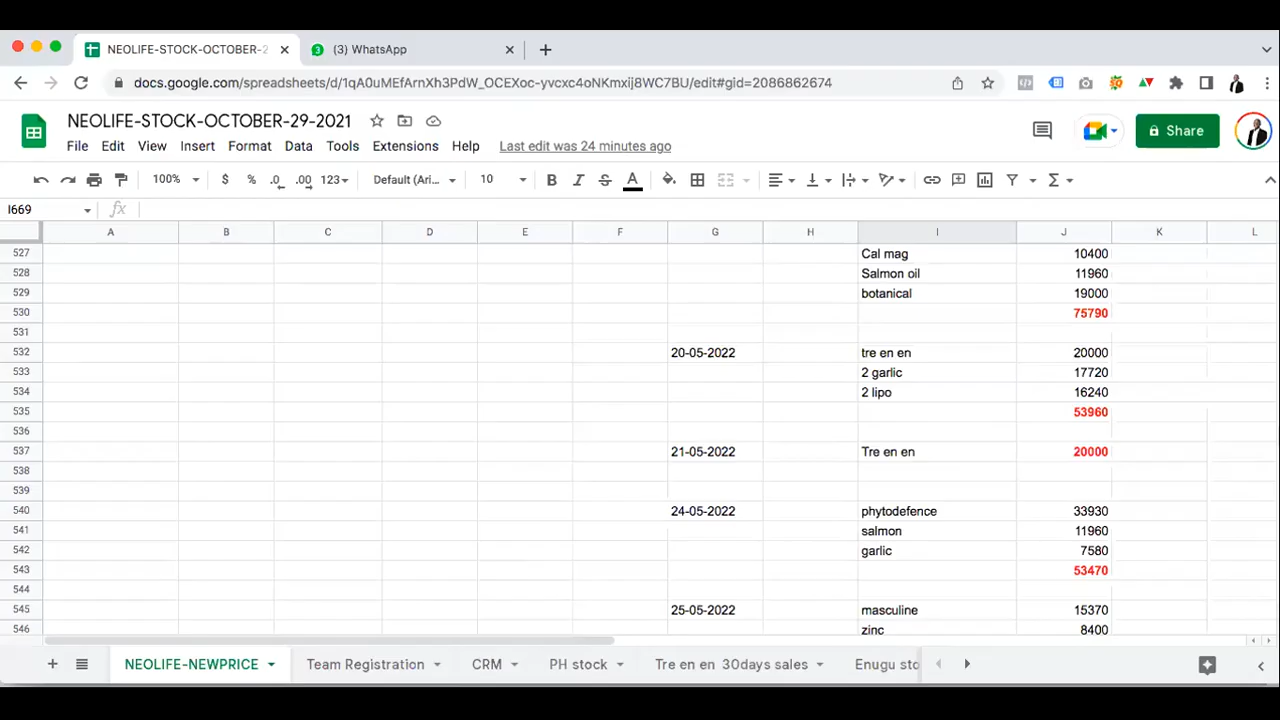 NEOLIFE-STOCK-OCTOBER-2
(3) WhatsApp
docs.google.com/spreadsheets/d/1qA0uMEfArnXh3PdW_OCEXoc-yvcxc4oNKmxij8WC7BU/edit#gid=2086862674
NEOLIFE-STOCK-OCTOBER-29-2021
Share
File Edit View Insert Format Data Tools Extensions Help Last edit was 24 minutes ago
100% $ % .0 .00 123 Default (Ari... 10 B I S A
I669 fx
A B C D E F G H I J K L
527 Cal mag 10400
528 Salmon oil 11960
529 botanical 19000
530 75790
531
532 20-05-2022 tre en en 20000
533 2 garlic 17720
534 2 lipo 16240
535 53960
536
537 21-05-2022 Tre en en 20000
538
539
540 24-05-2022 phytodefence 33930
541 salmon 11960
542 garlic 7580
543 53470
544
545 25-05-2022 masculine 15370
546 zinc 8400
NEOLIFE-NEWPRICE Team Registration CRM PH stock Tre en en 30days sales Enugu sto